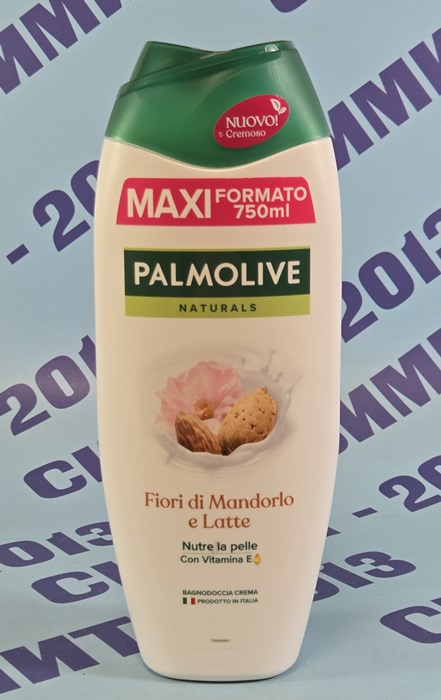 NUOVO!
& Cremoso
MAXI FORMATO
750ml
PALMOLIVE
NATURALS
Fiori di Mandorlo
e Latte
Nutre la pelle
Con Vitamina E
BAGNODOCCIA CREMA
PRODOTTO IN ITALIA
2013